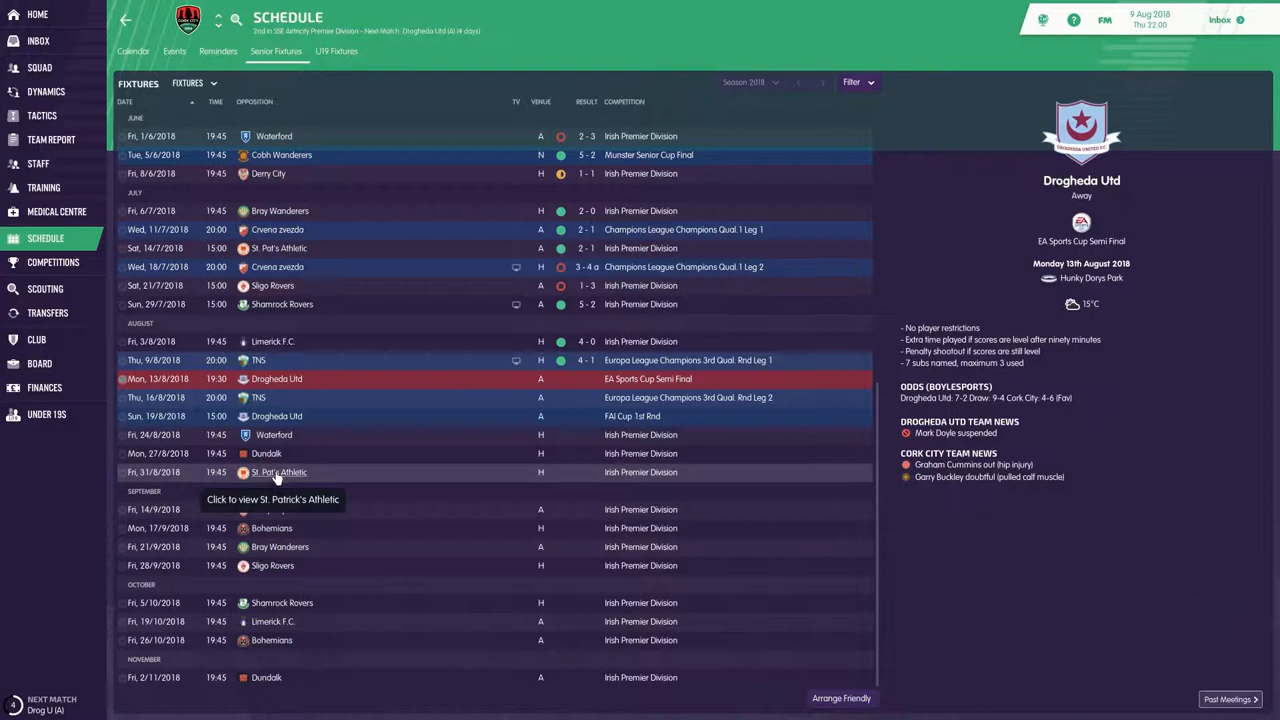 HOME
INBOX
SQUAD
DYNAMICS
TACTICS
TEAM REPORT
STAFF
TRAINING
MEDICAL CENTRE
SCHEDULE
COMPETITIONS
SCOUTING
TRANSFERS
CLUB
BOARD
FINANCES
UNDER 19S
4 NEXT MATCH
Drog U (A)
SCHEDULE
2nd in SSE Airtricity Premier Division - Next Match: Drogheda Utd (A) (4 days)
? FM 9 Aug 2018
Thu 22:00
Inbox
Calendar Events Reminders Senior Fixtures U19 Fixtures
FIXTURES FIXTURES Season 2018 Filter
DATE TIME OPPOSITION TV VENUE RESULT COMPETITION
JUNE
Fri, 1/6/2018 19:45 Waterford A 2 - 3 Irish Premier Division
Tue, 5/6/2018 19:45 Cobh Wanderers N 5 - 2 Munster Senior Cup Final
Fri, 8/6/2018 19:45 Derry City H 1 - 1 Irish Premier Division
JULY
Fri, 6/7/2018 19:45 Bray Wanderers H 2 - 0 Irish Premier Division
Wed, 11/7/2018 20:00 Crvena zvezda A 2 - 1 Champions League Champions Qual.1 Leg 1
Sat, 14/7/2018 15:00 St. Pat's Athletic A 2 - 1 Irish Premier Division
Wed, 18/7/2018 20:00 Crvena zvezda H 3 - 4 a Champions League Champions Qual.1 Leg 2
Sat, 21/7/2018 15:00 Sligo Rovers A 1 - 3 Irish Premier Division
Sun, 29/7/2018 15:00 Shamrock Rovers A 5 - 2 Irish Premier Division
AUGUST
Fri, 3/8/2018 19:45 Limerick F.C. H 4 - 0 Irish Premier Division
Thu, 9/8/2018 20:00 TNS H 4 - 1 Europa League Champions 3rd Qual. Rnd Leg 1
Mon, 13/8/2018 19:30 Drogheda Utd A EA Sports Cup Semi Final
Thu, 16/8/2018 20:00 TNS A Europa League Champions 3rd Qual. Rnd Leg 2
Sun, 19/8/2018 15:00 Drogheda Utd A FAI Cup 1st Rnd
Fri, 24/8/2018 19:45 Waterford H Irish Premier Division
Mon, 27/8/2018 19:45 Dundalk H Irish Premier Division
Fri, 31/8/2018 19:45 St. Pat's Athletic H Irish Premier Division
SEPTEMBER
Click to view St. Patrick's Athletic
Fri, 14/9/2018 19:45 A Irish Premier Division
Mon, 17/9/2018 19:45 Bohemians H Irish Premier Division
Fri, 21/9/2018 19:45 Bray Wanderers A Irish Premier Division
Fri, 28/9/2018 19:45 Sligo Rovers H Irish Premier Division
OCTOBER
Fri, 5/10/2018 19:45 Shamrock Rovers H Irish Premier Division
Fri, 19/10/2018 19:45 Limerick F.C. A Irish Premier Division
Fri, 26/10/2018 19:45 Bohemians A Irish Premier Division
NOVEMBER
Fri, 2/11/2018 19:45 Dundalk A Irish Premier Division
Arrange Friendly
DROGHEDA UNITED F.C.
Drogheda Utd
Away
EA SPORTS
EA Sports Cup Semi Final
Monday 13th August 2018
Hunky Dorys Park
15°C
- No player restrictions
- Extra time played if scores are level after ninety minutes
- Penalty shootout if scores are still level
- 7 subs named, maximum 3 used
ODDS (BOYLESPORTS)
Drogheda Utd: 7-2 Draw: 9-4 Cork City: 4-6 (Fav)
DROGHEDA UTD TEAM NEWS
Mark Doyle suspended
CORK CITY TEAM NEWS
Graham Cummins out (hip injury)
Garry Buckley doubtful (pulled calf muscle)
Past Meetings